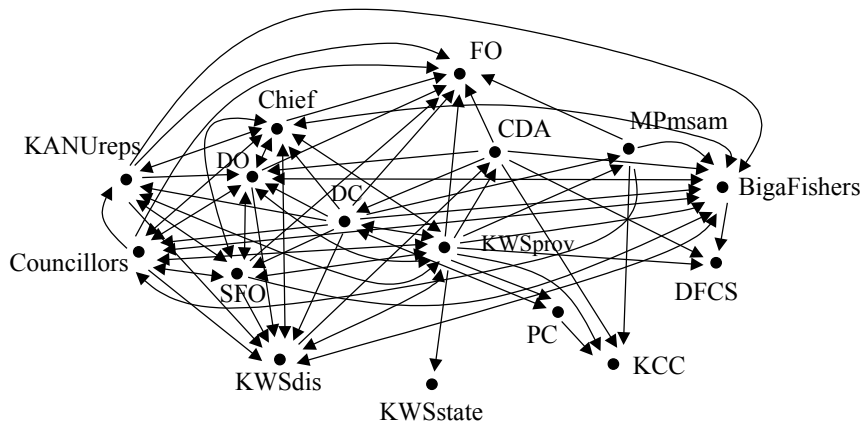 FO
Chief
CDA
MPmsam
KANUreps
DO
DC
BigaFishers
KWSprov
Councillors
SFO
DFCS
PC
KWSdis
KCC
KWSstate